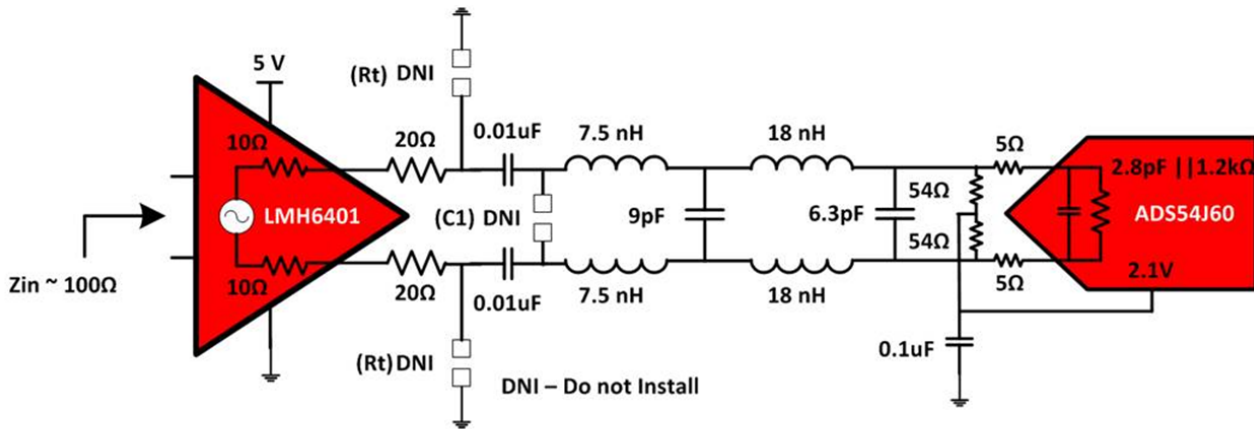 5 V
(Rt) DNI
10Ω
20Ω
0.01uF
7.5 nH
18 nH
5Ω
2.8pF ||1.2kΩ
LMH6401
(C1) DNI
9pF
6.3pF
54Ω
54Ω
ADS54J60
Zin ~ 100Ω
10Ω
20Ω
0.01uF
7.5 nH
18 nH
5Ω
2.1V
(Rt)DNI
DNI – Do not Install
0.1uF